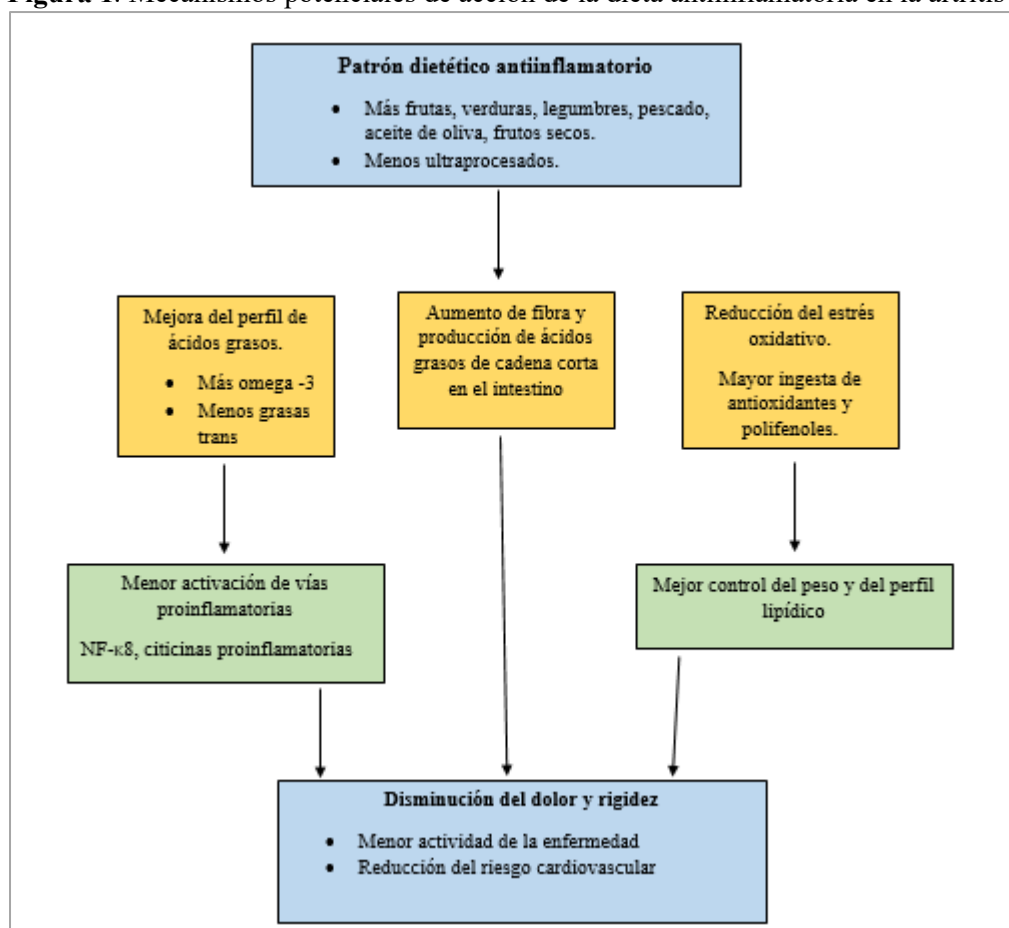 Figura 1. Mecanismos potenciales de acción de la dieta antiinflamatoria en la artritis
Patrón dietético antiinflamatorio
• Más frutas, verduras, legumbres, pescado,
aceite de oliva, frutos secos.
• Menos ultraprocesados.
Mejora del perfil de
ácidos grasos.
• Más omega -3
• Menos grasas
trans
Aumento de fibra y
producción de ácidos
grasos de cadena corta
en el intestino
Reducción del estrés
oxidativo.
Mayor ingesta de
antioxidantes y
polifenoles.
Menor activación de vías
proinflamatorias
NF-κ8, citicinas proinflamatorias
Mejor control del peso y del perfil
lipídico
Disminución del dolor y rigidez
• Menor actividad de la enfermedad
• Reducción del riesgo cardiovascular